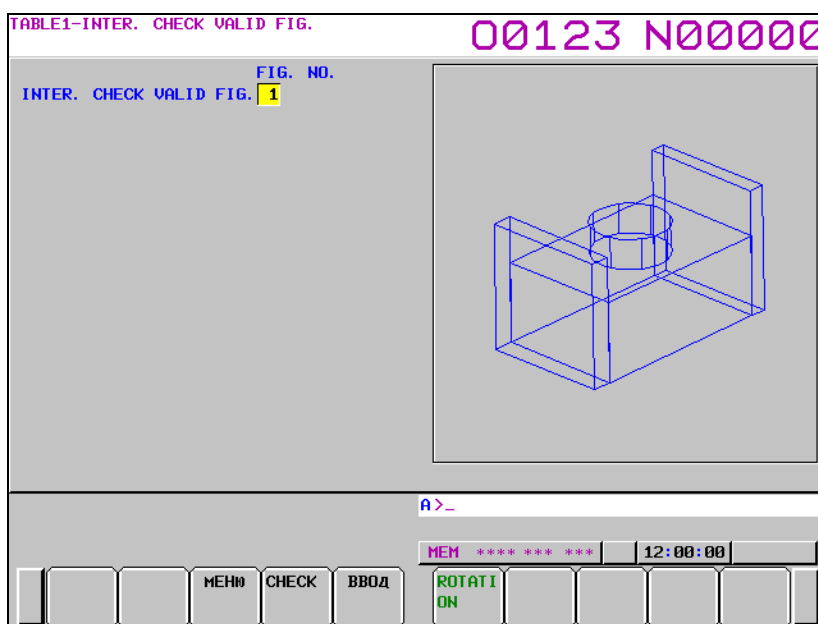 TABLE1-INTER. CHECK VALID FIG.
O0123 N00000
FIG. NO.
INTER. CHECK VALID FIG. 1
A>_
MEM **** *** *** 12:00:00
МЕНЮ CHECK ВВОД ROTATI
ON